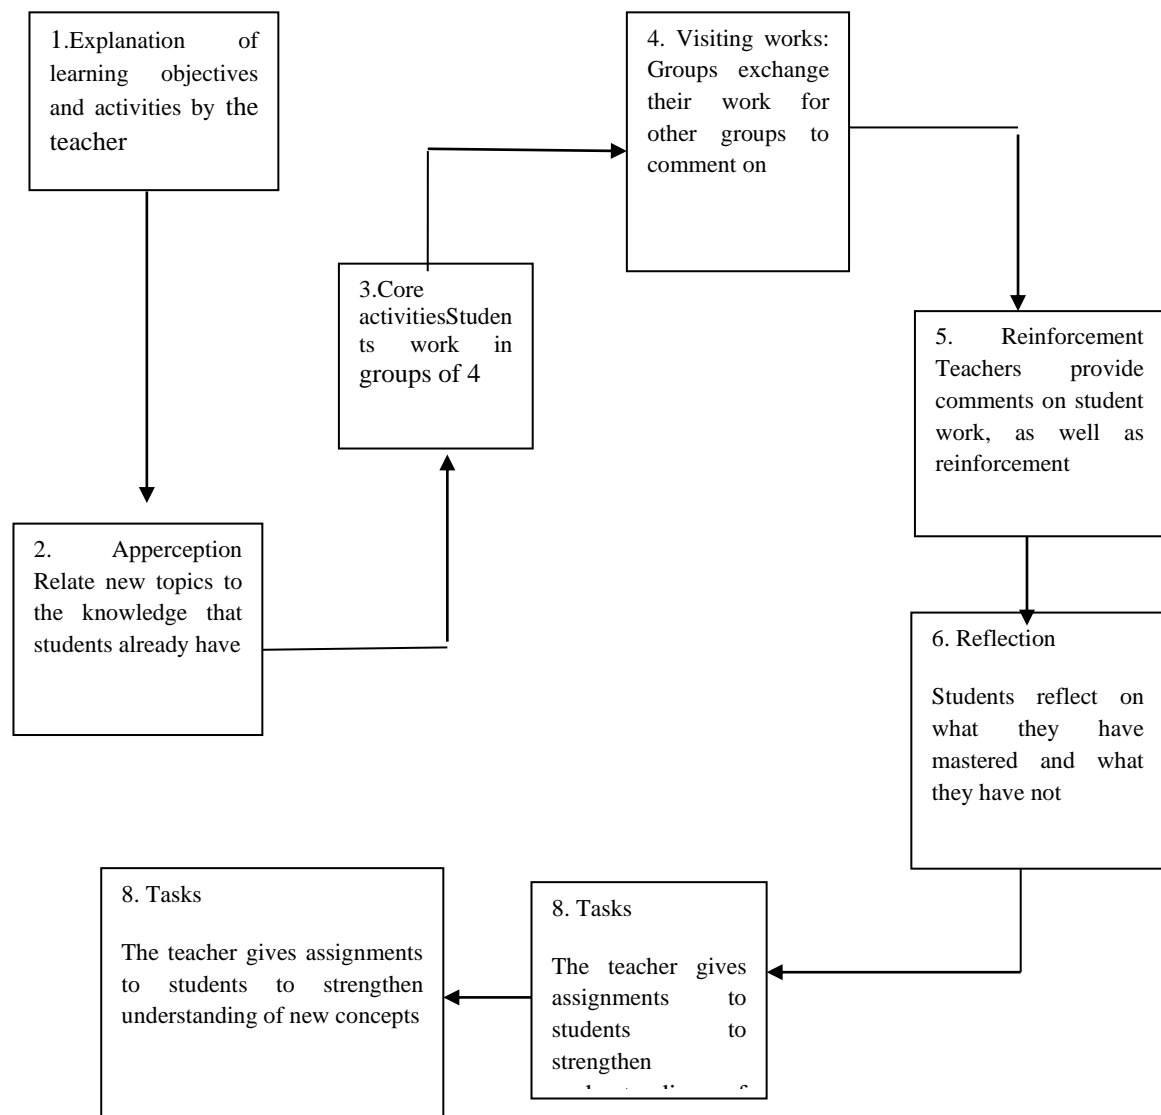 1.Explanation of
learning objectives
and activities by the
teacher
2. Apperception
Relate new topics to
the knowledge that
students already have
3.Core
activitiesStuden
ts work in
groups of 4
4. Visiting works:
Groups exchange
their work for
other groups to
comment on
5. Reinforcement
Teachers provide
comments on student
work, as well as
reinforcement
6. Reflection
Students reflect on
what they have
mastered and what
they have not
8. Tasks
The teacher gives
assignments to
students to
strengthen
8. Tasks
The teacher gives assignments
to students to strengthen
understanding of new concepts